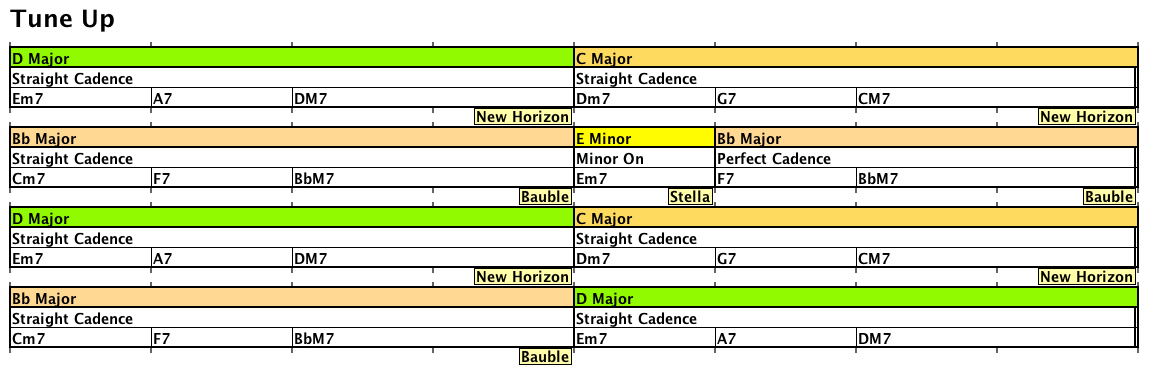 Tune Up
D Major C Major
Straight Cadence Straight Cadence
Em7 A7 DM7 Dm7 G7 CM7
New Horizon New Horizon
Bb Major E Minor Bb Major
Straight Cadence Minor On Perfect Cadence
Cm7 F7 BbM7 Em7 F7 BbM7
Bauble Stella Bauble
D Major C Major
Straight Cadence Straight Cadence
Em7 A7 DM7 Dm7 G7 CM7
New Horizon New Horizon
Bb Major D Major
Straight Cadence Straight Cadence
Cm7 F7 BbM7 Em7 A7 DM7
Bauble